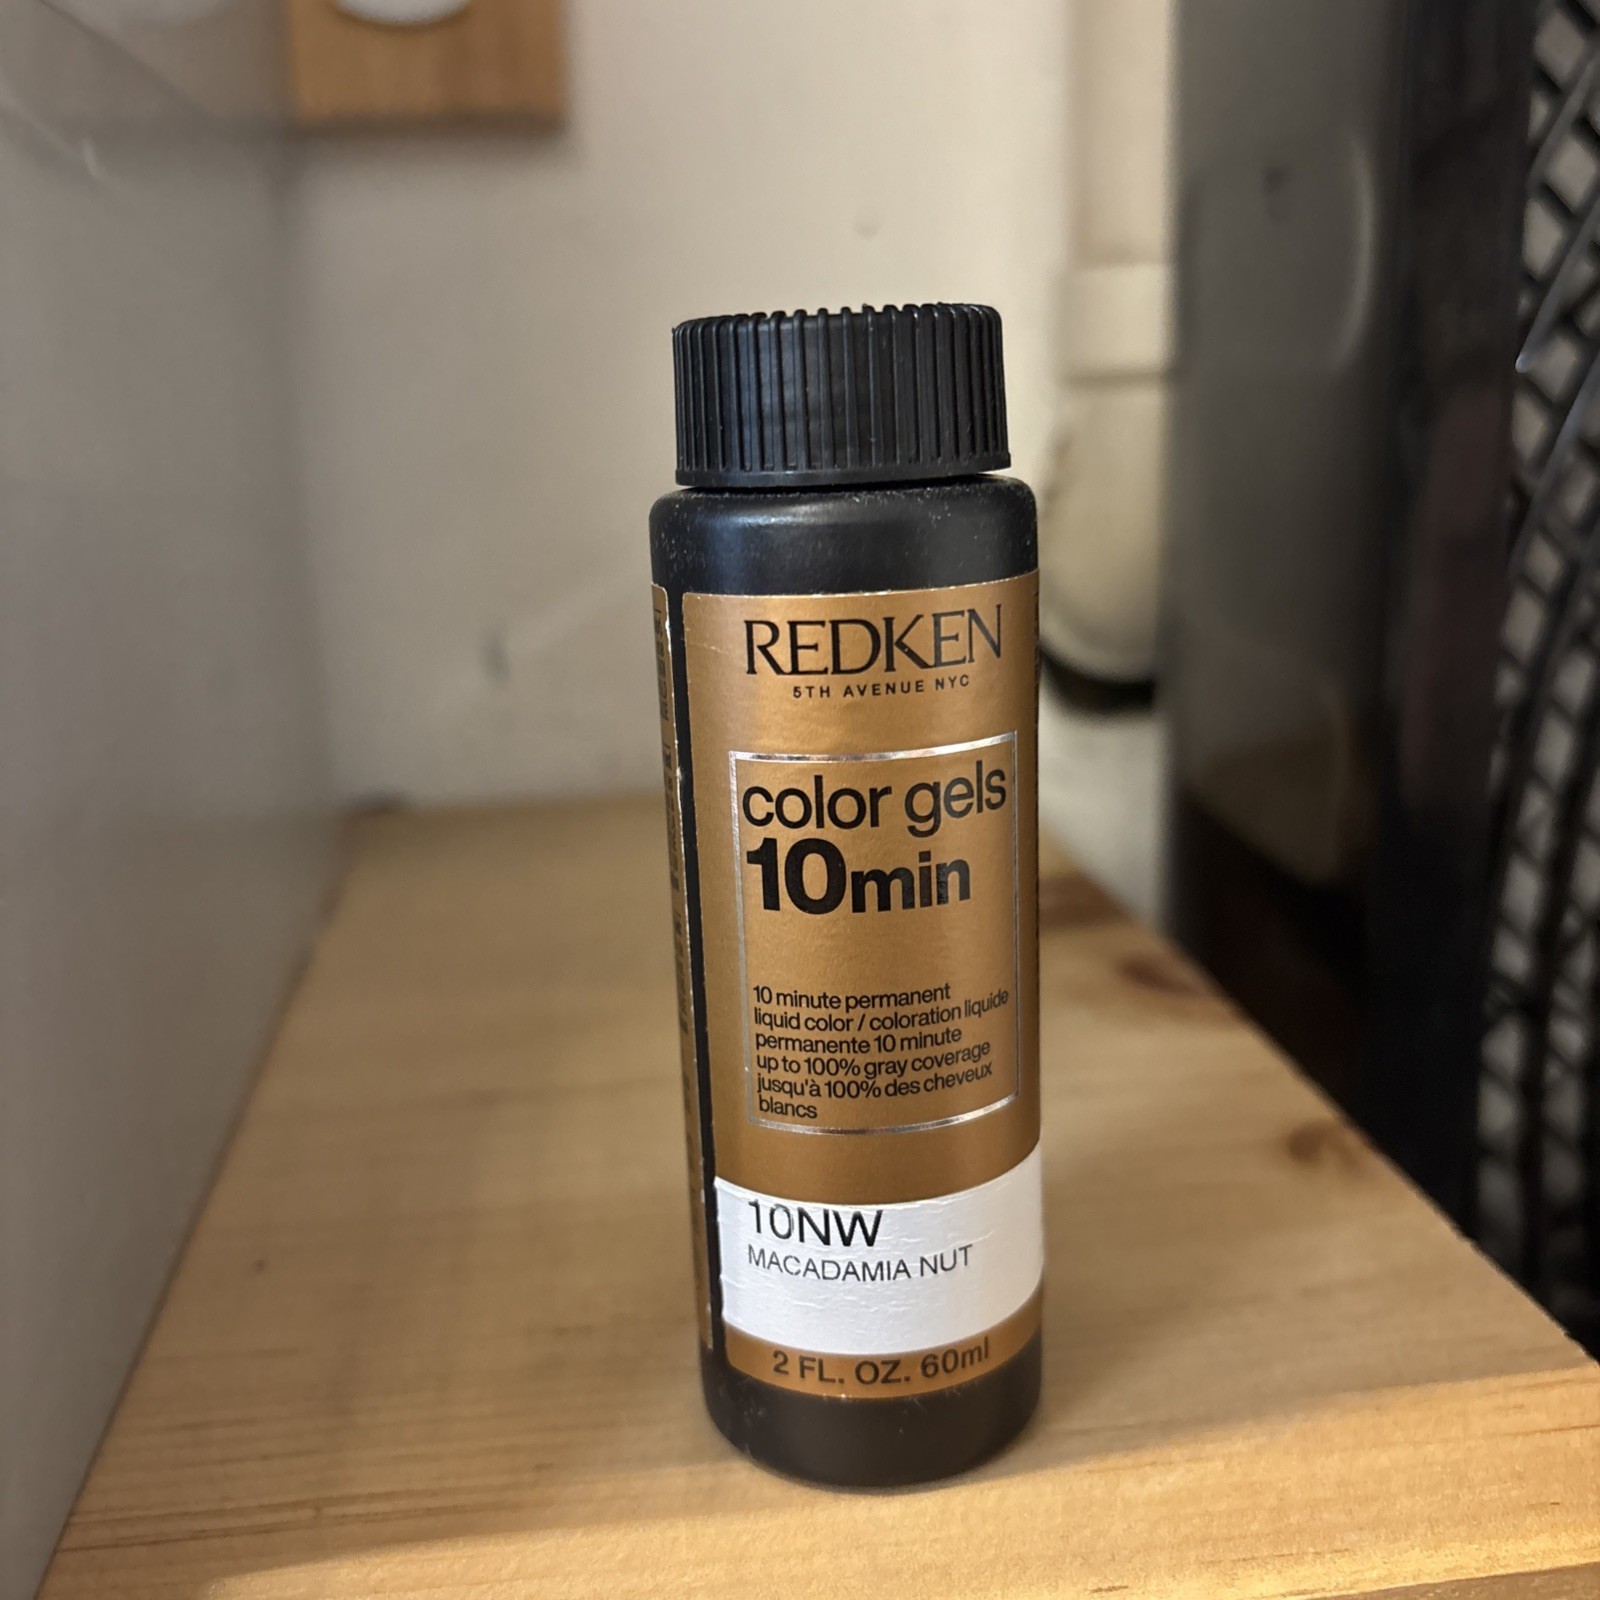 REDKEN
5TH AVENUE NYC
color gels
10min
10 minute permanent
liquid color / coloration liquide
permanente 10 minute
up to 100% gray coverage
jusqu'à 100% des cheveux
blancs
10NW
MACADAMIA NUT
2 FL. OZ. 60ml